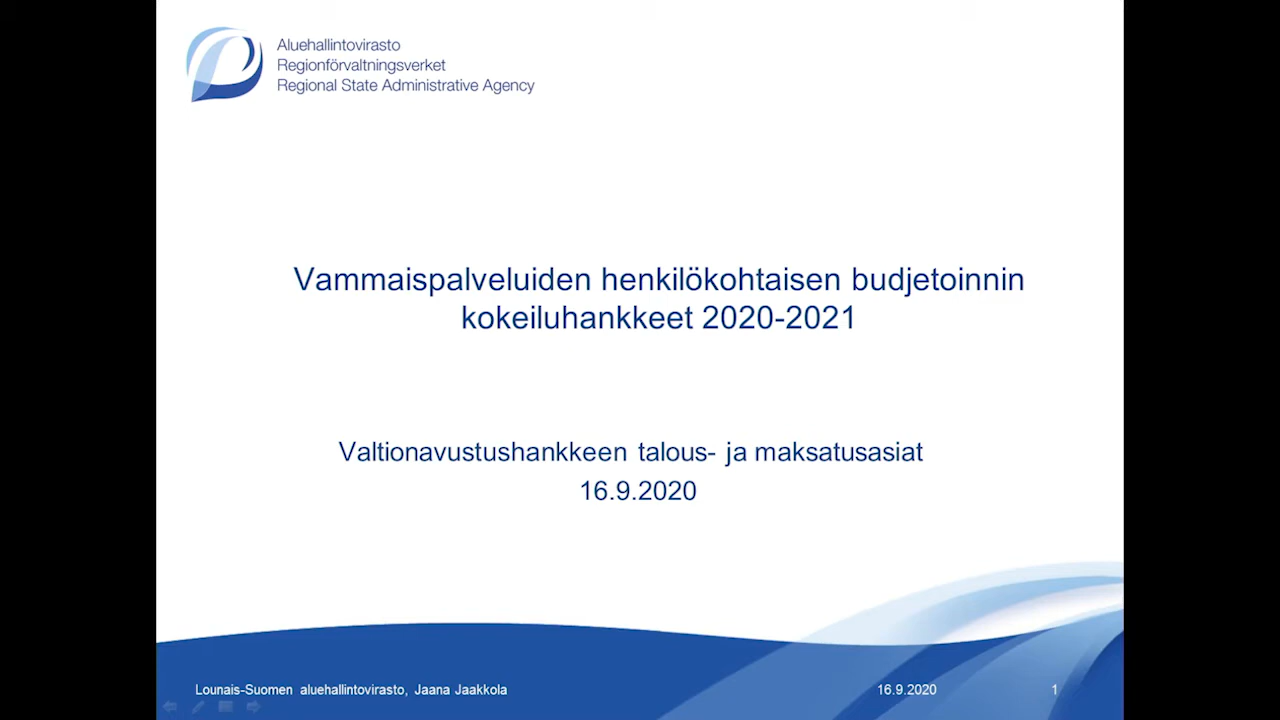 Aluehallintovirasto
Regionförvaltningsverket
Regional State Administrative Agency
Vammaispalveluiden henkilökohtaisen budjetoinnin
kokeiluhankkeet 2020-2021
Valtionavustushankkeen talous- ja maksatusasiat
16.9.2020
Lounais-Suomen aluehallintovirasto, Jaana Jaakkola 16.9.2020 1